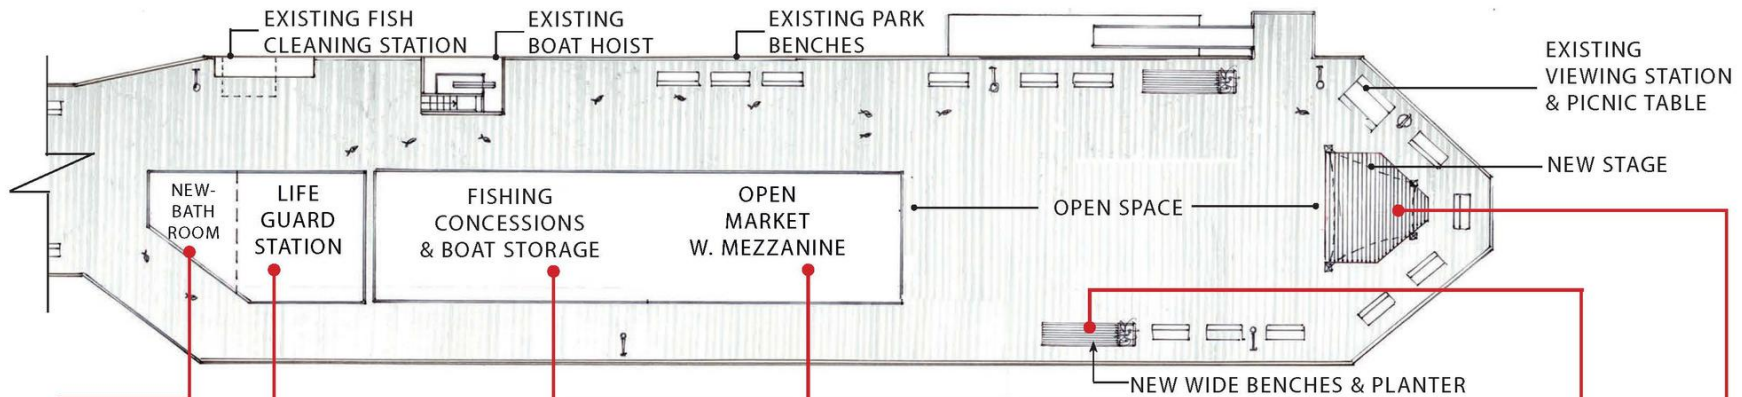 EXISTING FISH
CLEANING STATION
EXISTING
BOAT HOIST
EXISTING PARK
BENCHES
EXISTING
VIEWING STATION
& PICNIC TABLE
NEW STAGE
NEW-
BATH
ROOM
LIFE
GUARD
STATION
FISHING
CONCESSIONS
& BOAT STORAGE
OPEN
MARKET
W. MEZZANINE
OPEN SPACE
NEW WIDE BENCHES & PLANTER